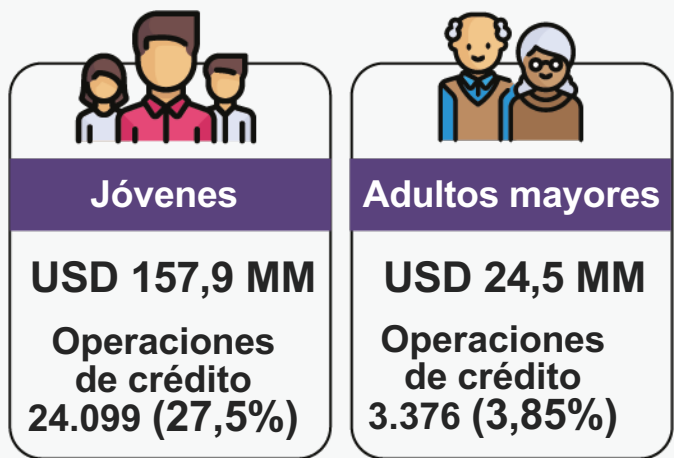 Jóvenes
USD 157,9 MM
Operaciones
de crédito
24.099 (27,5%)
Adultos mayores
USD 24,5 MM
Operaciones
de crédito
3.376 (3,85%)